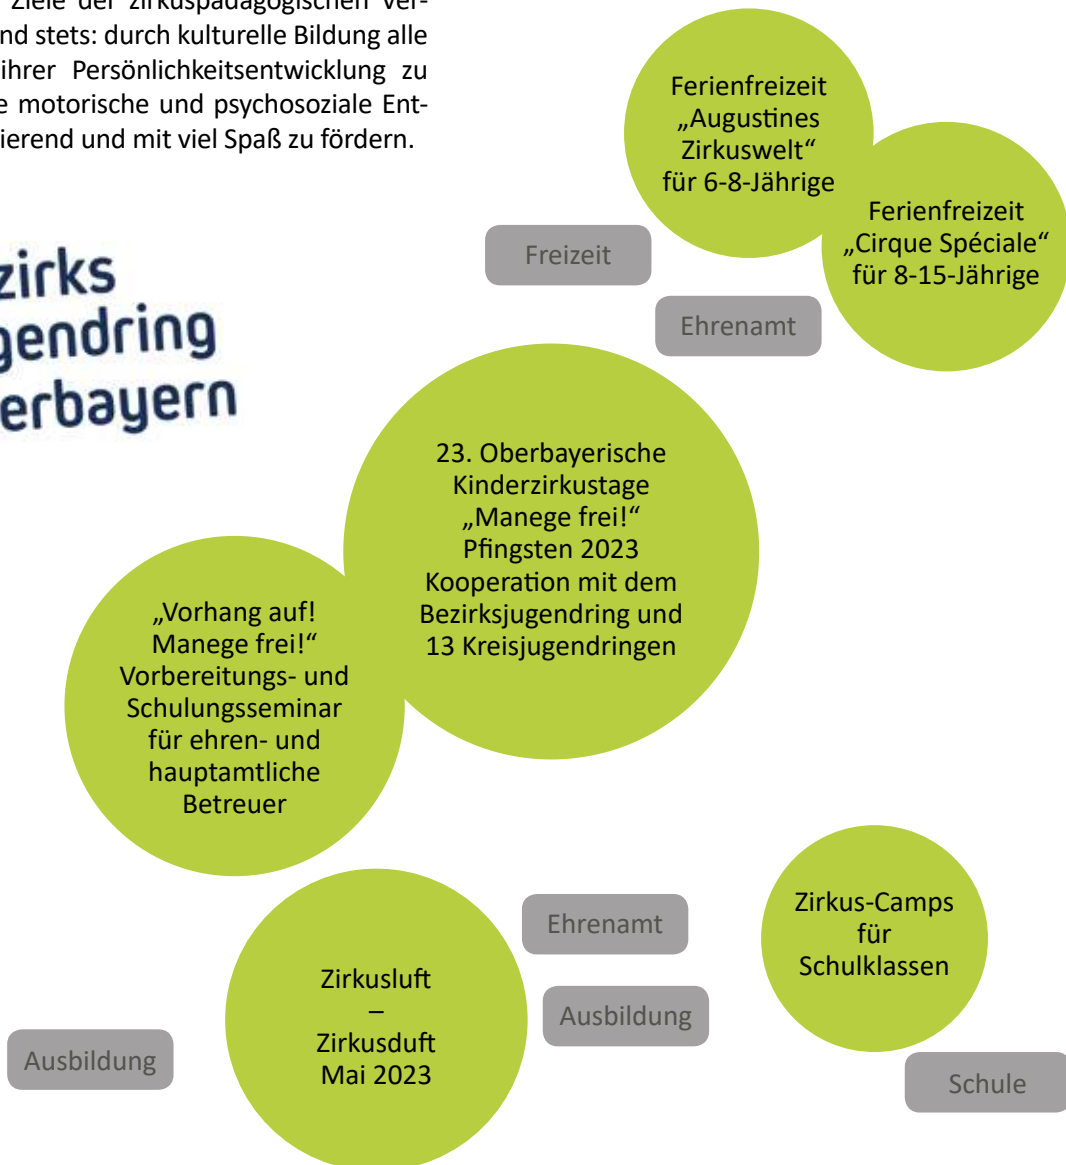 Ziele der zirkuspädagogischen Ver-
nd stets: durch kulturelle Bildung alle
ihrer Persönlichkeitsentwicklung zu
e motorische und psychosoziale Ent-
ierend und mit viel Spaß zu fördern.
zirks
gendring
erbayern
Ferienfreizeit
„Augustines
Zirkuswelt“
für 6-8-Jährige
Ferienfreizeit
„Cirque Spéciale“
für 8-15-Jährige
Freizeit
Ehrenamt
23. Oberbayerische
Kinderzirkustage
„Manege frei!“
Pfingsten 2023
Kooperation mit dem
Bezirksjugendring und
13 Kreisjugendringen
„Vorhang auf!
Manege frei!“
Vorbereitungs- und
Schulungsseminar
für ehren- und
hauptamtliche
Betreuer
Ehrenamt
Zirkus-Camps
für
Schulklassen
Zirkusluft
–
Zirkusduft
Mai 2023
Ausbildung
Ausbildung
Schule